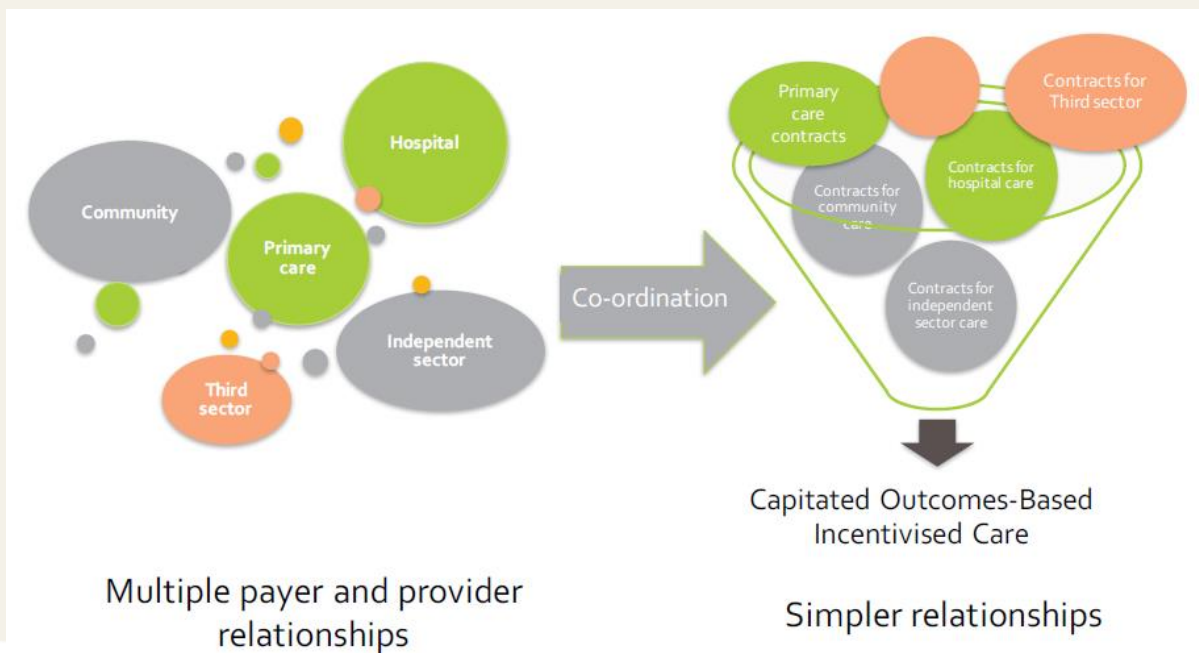 Community
Hospital
Primary
care
Independent
sector
Third
sector
Multiple payer and provider
relationships
Co-ordination
Primary
care
contracts
Contracts for
Third sector
Contracts for
hospital care
Contracts for
community
care
Contracts for
independent
sector care
Capitated Outcomes-Based
Incentivised Care
Simpler relationships